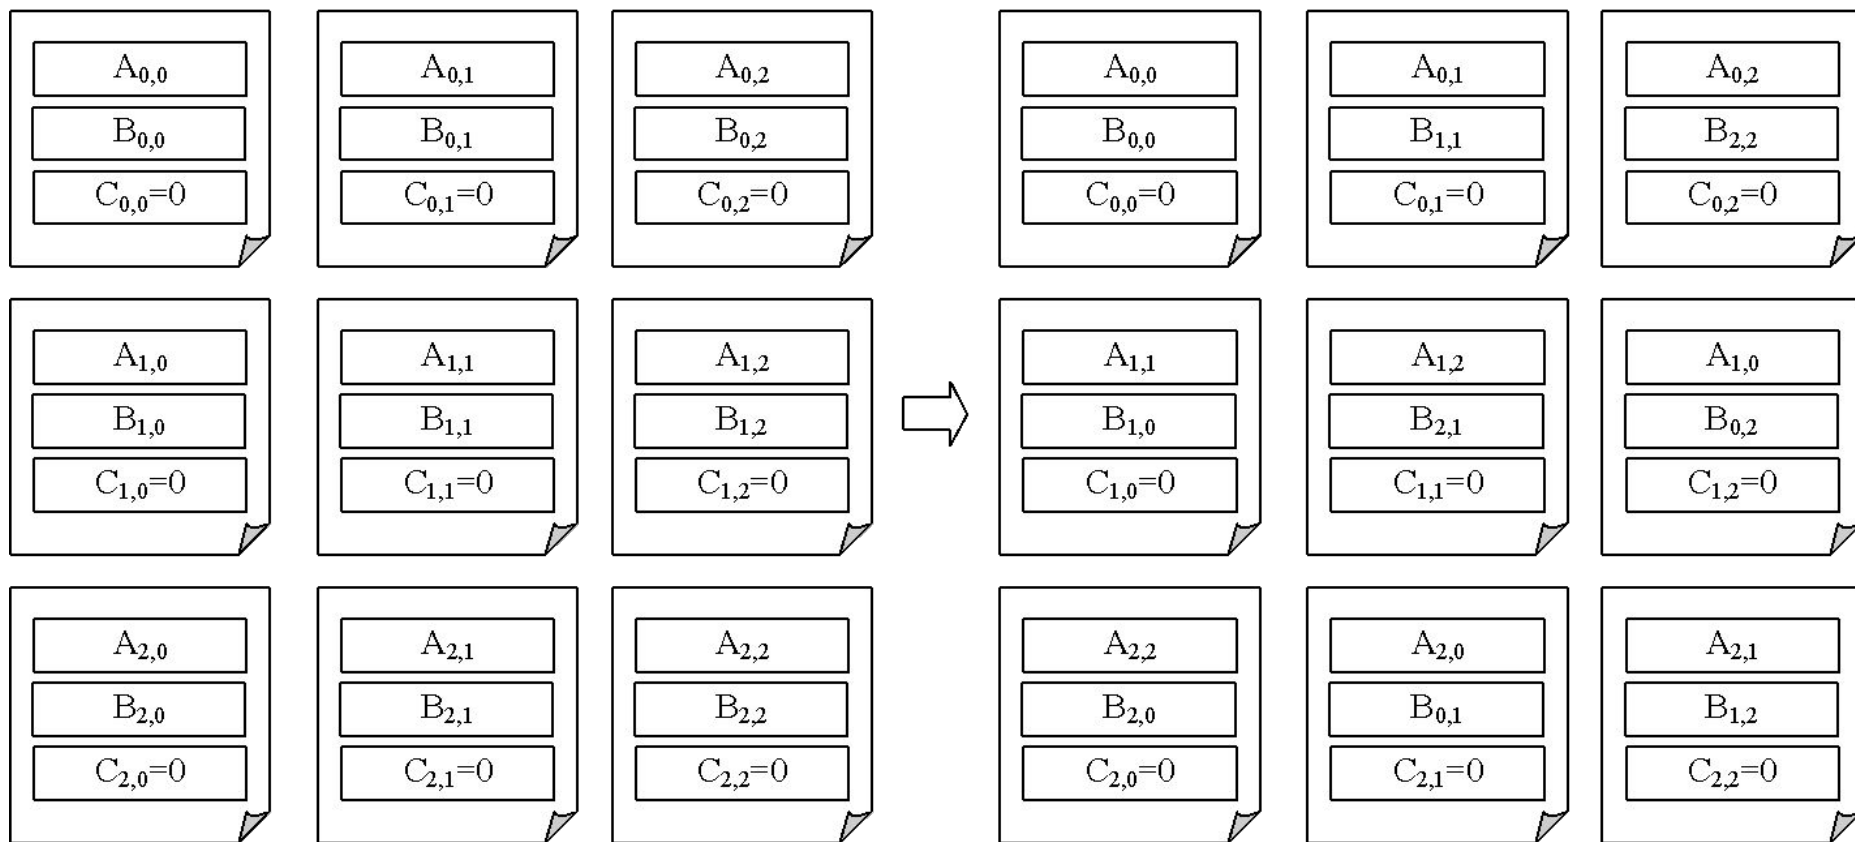 A0,0 A0,1 A0,2 A0,0 A0,1 A0,2
B0,0 B0,1 B0,2 B0,0 B1,1 B2,2
C0,0=0 C0,1=0 C0,2=0 C0,0=0 C0,1=0 C0,2=0
A1,0 A1,1 A1,2 A1,1 A1,2 A1,0
B1,0 B1,1 B1,2 B1,0 B2,1 B0,2
C1,0=0 C1,1=0 C1,2=0 C1,0=0 C1,1=0 C1,2=0
A2,0 A2,1 A2,2 A2,2 A2,0 A2,1
B2,0 B2,1 B2,2 B2,0 B0,1 B1,2
C2,0=0 C2,1=0 C2,2=0 C2,0=0 C2,1=0 C2,2=0